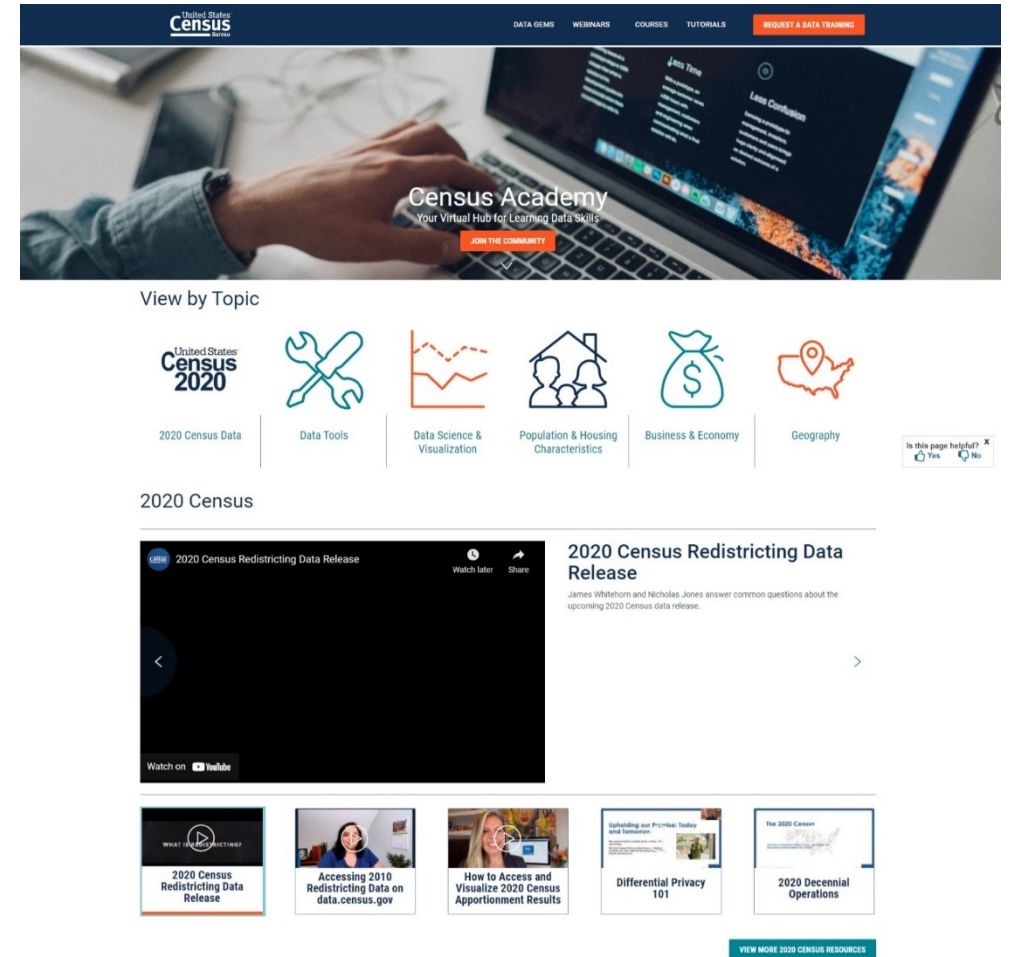 United States®
Census
Bureau
DATA GEMS
WEBINARS
COURSES
TUTORIALS
REQUEST A DATA TRAINING
Less Time
Less Confusion
Census Academy
Your Virtual Hub for Learning Data Skills
JOIN THE COMMUNITY
View by Topic
United States®
Census
2020
2020 Census Data
Data Tools
Data Science &
Visualization
Population & Housing
Characteristics
Business & Economy
$
Geography
Is this page helpful? X
Yes No
2020 Census
2020 Census Redistricting Data Release
Watch later
Share
Watch on YouTube
2020 Census Redistricting Data
Release
James Whitehorn and Nicholas Jones answer common questions about the
upcoming 2020 Census data release.
WHAT IS REDISTRICTING?
2020 Census
Redistricting Data
Release
Accessing 2010
Redistricting Data on
data.census.gov
How to Access and
Visualize 2020 Census
Apportionment Results
Upholding our Promise: Today
and Tomorrow
Differential Privacy
101
The 2020 Census
2020 Decennial
Operations
VIEW MORE 2020 CENSUS RESOURCES